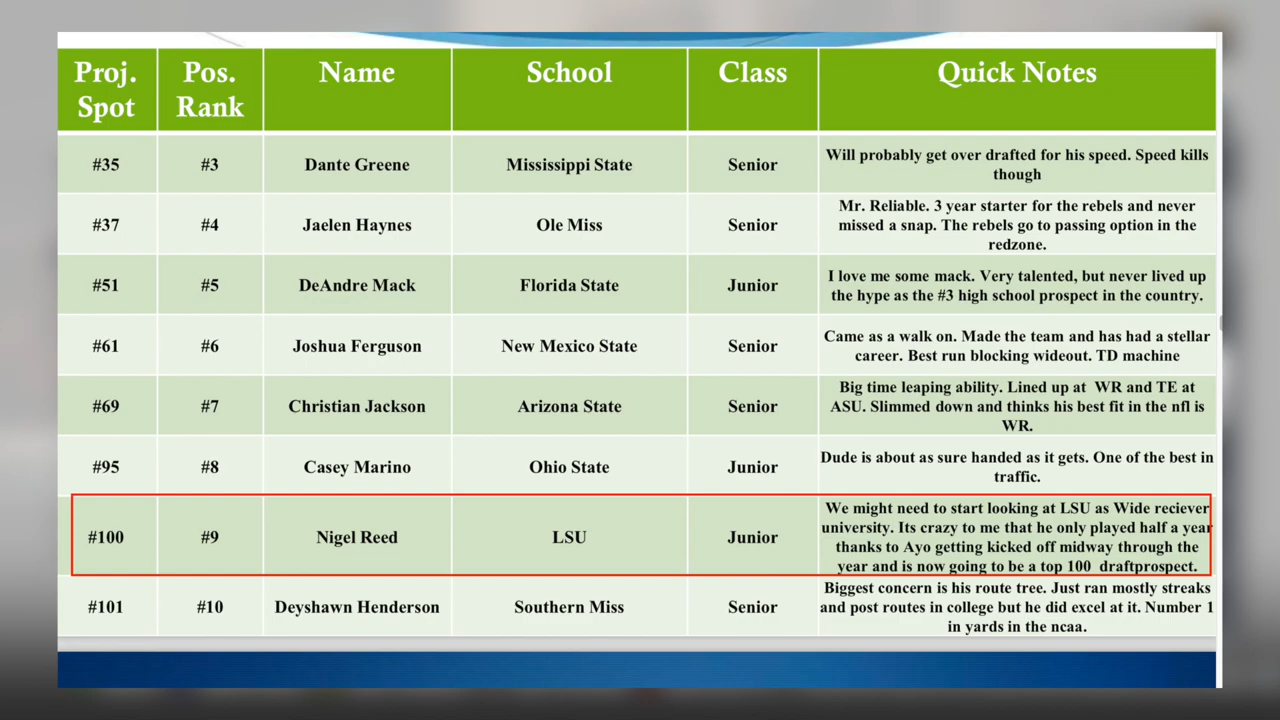 Proj. Spot Pos. Rank Name School Class Quick Notes
#35 #3 Dante Greene Mississippi State Senior Will probably get over drafted for his speed. Speed kills
though
#37 #4 Jaelen Haynes Ole Miss Senior Mr. Reliable. 3 year starter for the rebels and never
missed a snap. The rebels go to passing option in the
redzone.
#51 #5 DeAndre Mack Florida State Junior I love me some mack. Very talented, but never lived up
the hype as the #3 high school prospect in the country.
#61 #6 Joshua Ferguson New Mexico State Senior Came as a walk on. Made the team and has had a stellar
career. Best run blocking wideout. TD machine
#69 #7 Christian Jackson Arizona State Senior Big time leaping ability. Lined up at WR and TE at
ASU. Slimmed down and thinks his best fit in the nfl is
WR.
#95 #8 Casey Marino Ohio State Junior Dude is about as sure handed as it gets. One of the best in
traffic.
#100 #9 Nigel Reed LSU Junior We might need to start looking at LSU as Wide reciever
university. Its crazy to me that he only played half a year
thanks to Ayo getting kicked off midway through the
year and is now going to be a top 100 draftprospect.
#101 #10 Deyshawn Henderson Southern Miss Senior Biggest concern is his route tree. Just ran mostly streaks
and post routes in college but he did excel at it. Number 1
in yards in the ncaa.